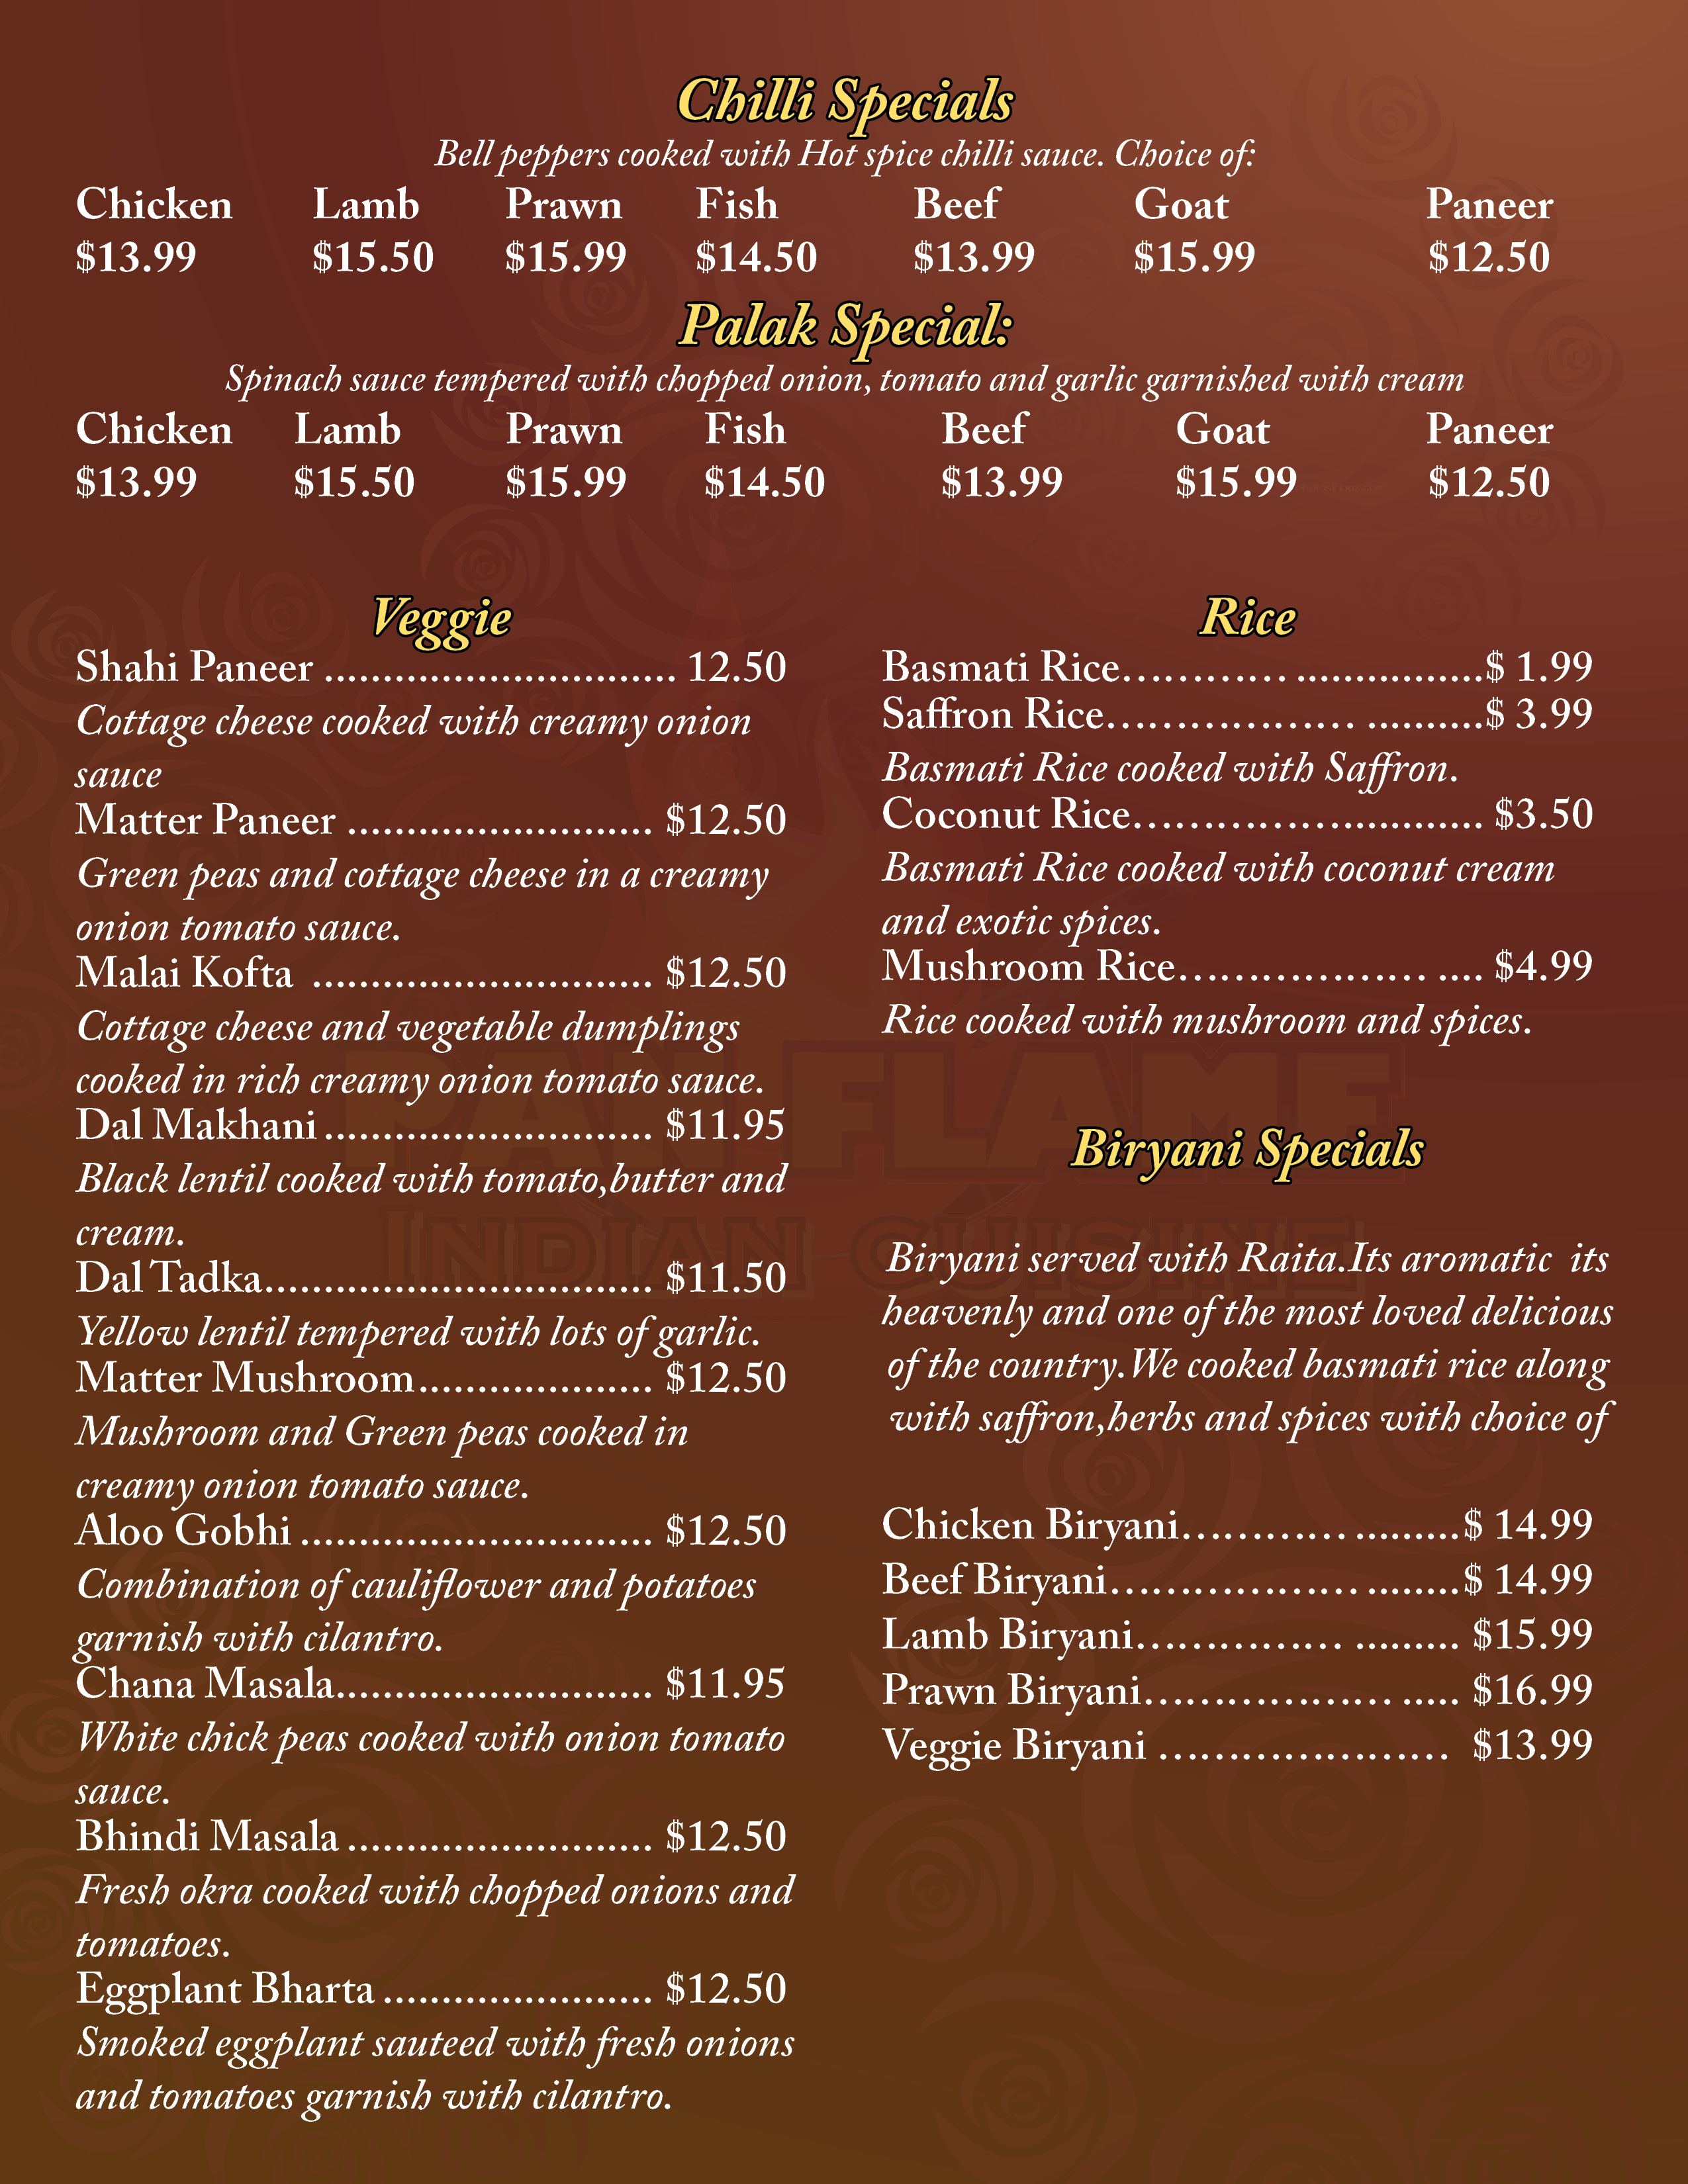 Chilli Specials
Bell peppers cooked with Hot spice chilli sauce. Choice of:
Chicken Lamb Prawn Fish Beef Goat Paneer
$13.99 $15.50 $15.99 $14.50 $13.99 $15.99 $12.50
Palak Special:
Spinach sauce tempered with chopped onion, tomato and garlic garnished with cream
Chicken Lamb Prawn Fish Beef Goat Paneer
$13.99 $15.50 $15.99 $14.50 $13.99 $15.99 $12.50
Veggie
Shahi Paneer .............................. 12.50
Cottage cheese cooked with creamy onion
sauce
Matter Paneer .......................... $12.50
Green peas and cottage cheese in a creamy
onion tomato sauce.
Malai Kofta ............................. $12.50
Cottage cheese and vegetable dumplings
cooked in rich creamy onion tomato sauce.
Dal Makhani............................ $11.95
Black lentil cooked with tomato,butter and
cream.
Dal Tadka................................. $11.50
Yellow lentil tempered with lots of garlic.
Matter Mushroom.................... $12.50
Mushroom and Green peas cooked in
creamy onion tomato sauce.
Aloo Gobhi .............................. $12.50
Combination of cauliflower and potatoes
garnish with cilantro.
Chana Masala........................... $11.95
White chick peas cooked with onion tomato
sauce.
Bhindi Masala .......................... $12.50
Fresh okra cooked with chopped onions and
tomatoes.
Eggplant Bharta ....................... $12.50
Smoked eggplant sauteed with fresh onions
and tomatoes garnish with cilantro.
Rice
Basmati Rice………… ................$ 1.99
Saffron Rice……………… ..........$ 3.99
Basmati Rice cooked with Saffron.
Coconut Rice……………............ $3.50
Basmati Rice cooked with coconut cream
and exotic spices.
Mushroom Rice……………… .... $4.99
Rice cooked with mushroom and spices.
Biryani Specials
Biryani served with Raita.Its aromatic its
heavenly and one of the most loved delicious
of the country.We cooked basmati rice along
with saffron,herbs and spices with choice of
Chicken Biryani………….........$ 14.99
Beef Biryani………………........$ 14.99
Lamb Biryani…………… ......... $15.99
Prawn Biryani……………… ..... $16.99
Veggie Biryani ………………… $13.99
PAN FLAME
INDIAN CUISINE